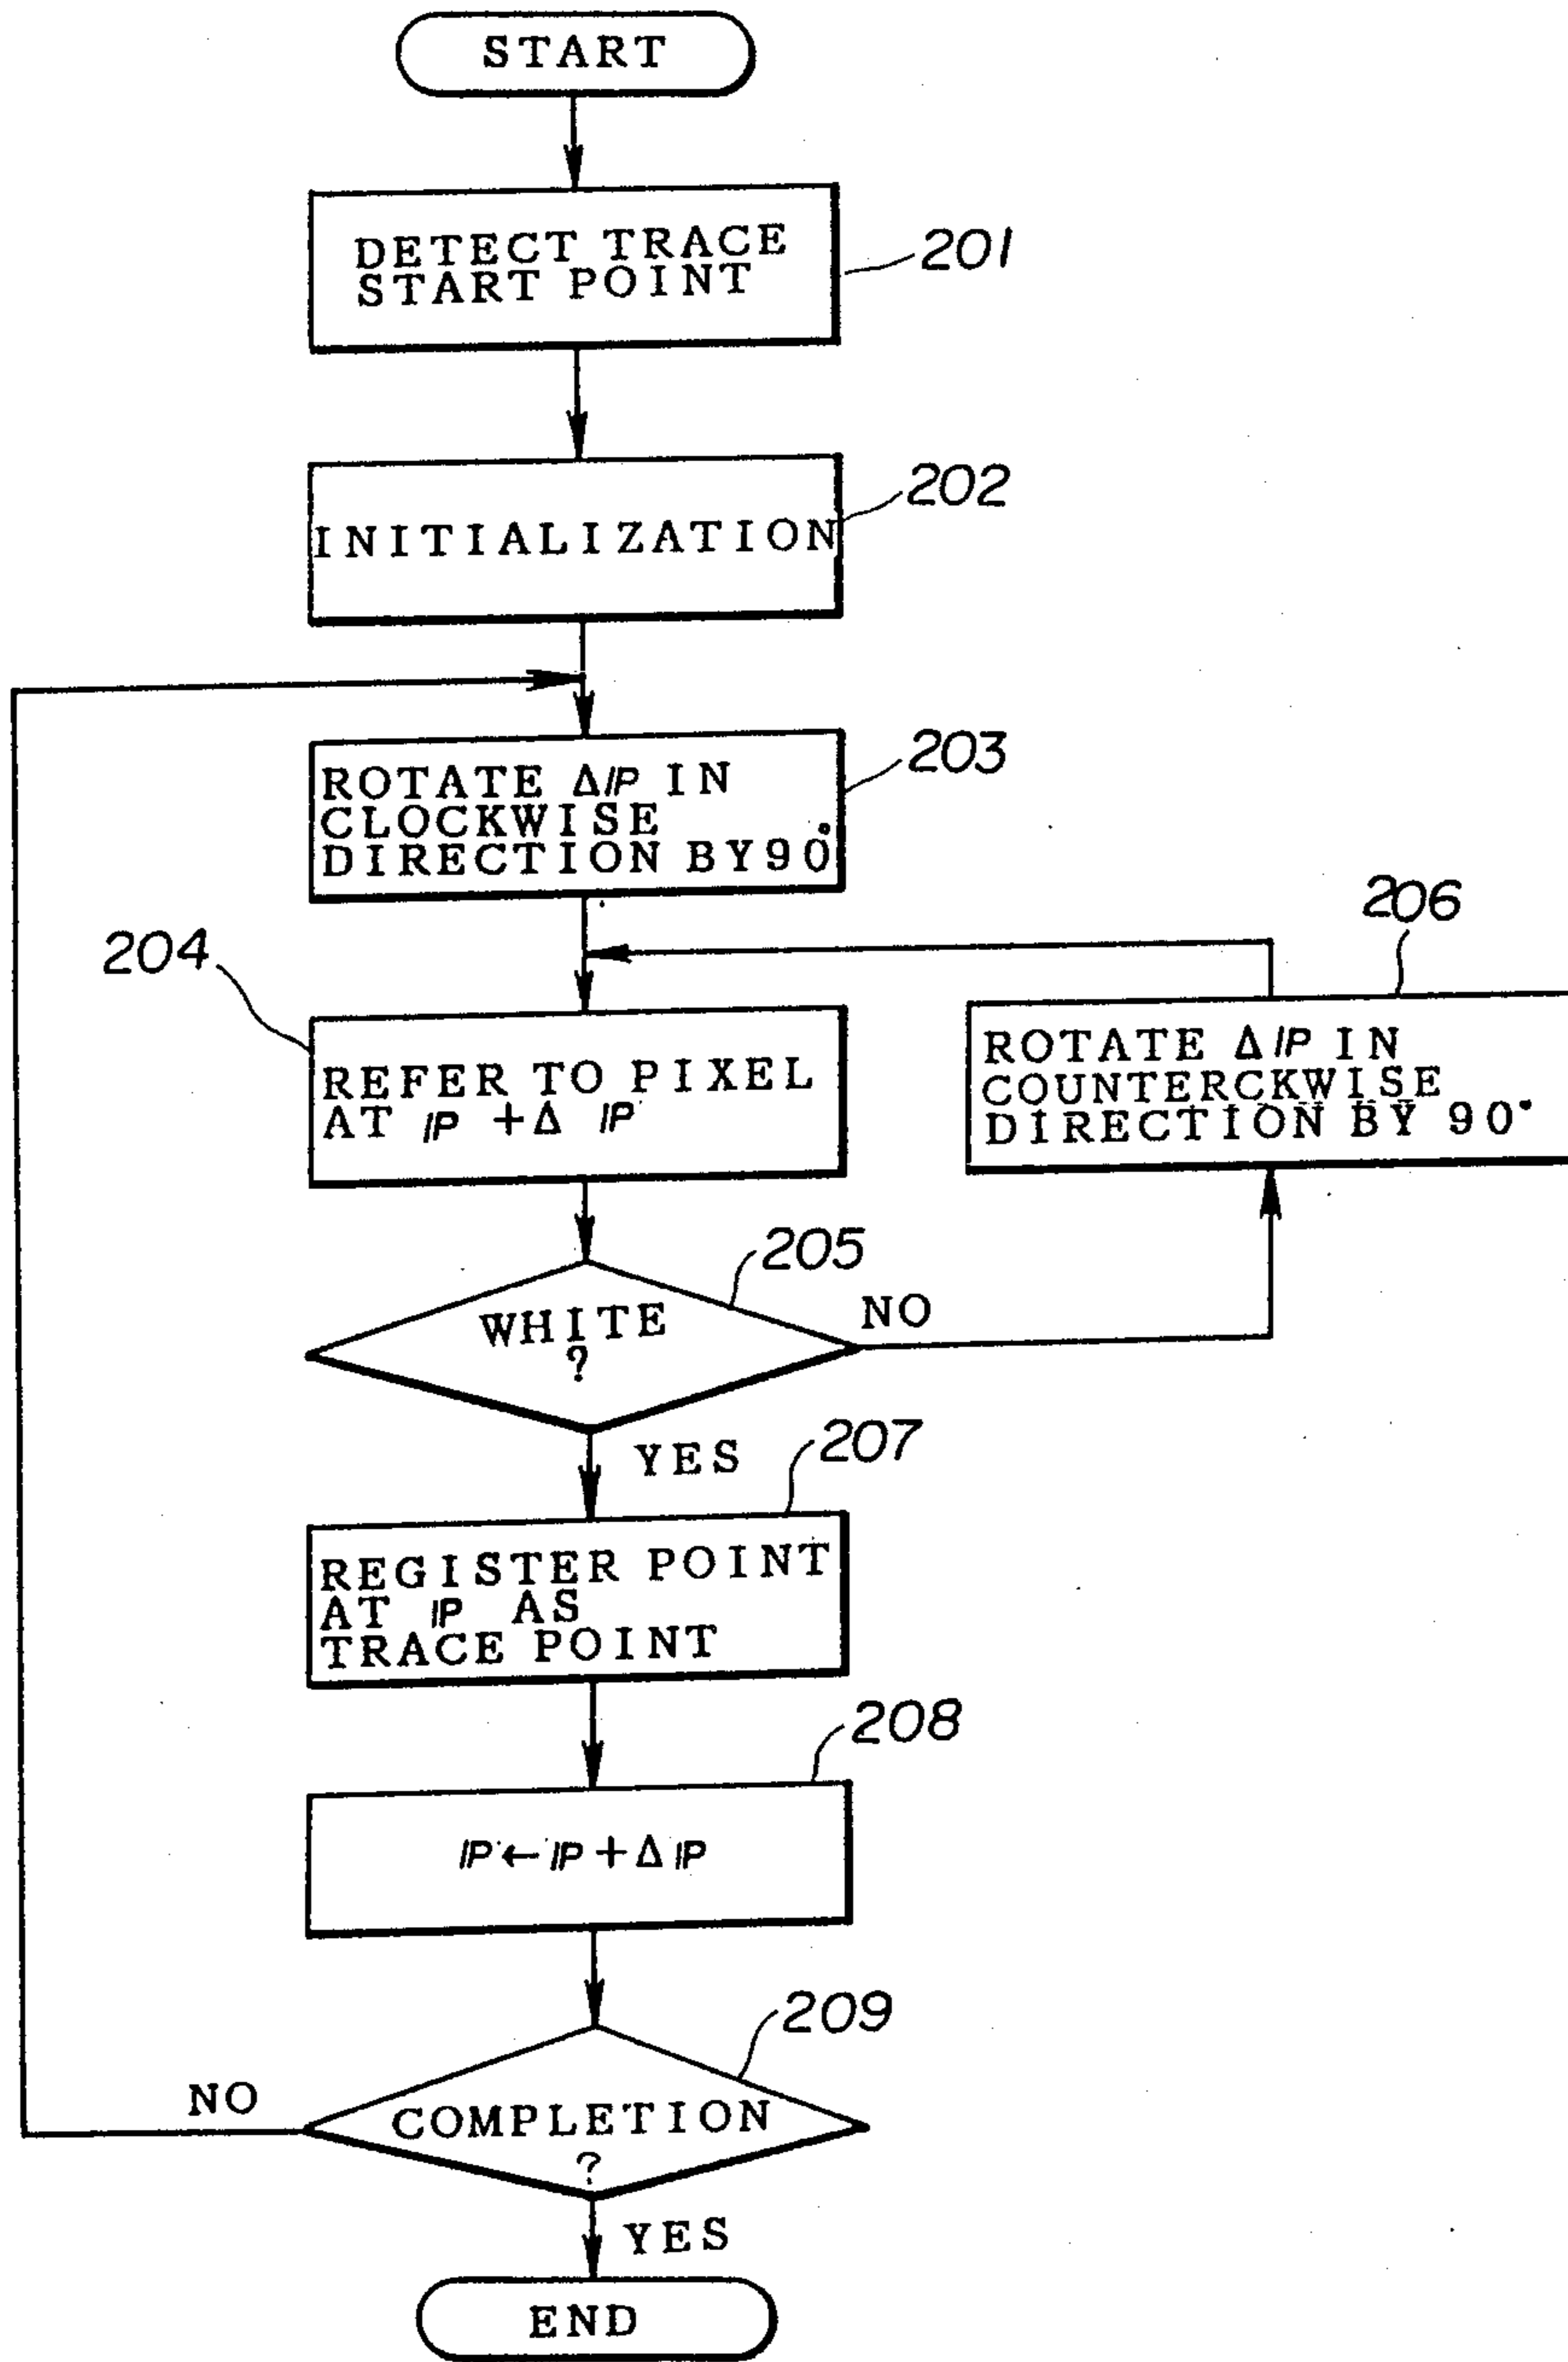 START
DETECT TRACE
START POINT
201
INITIALIZATION
202
ROTATE ΔIP IN
CLOCKWISE
DIRECTION BY 90°
203
204
REFER TO PIXEL
AT IP + Δ IP
206
ROTATE Δ IP IN
COUNTERCKWISE
DIRECTION BY 90°
205
WHITE
?
NO
YES
207
REGISTER POINT
AT IP AS
TRACE POINT
208
IP ← IP + Δ IP
209
COMPLETION
?
NO
YES
END